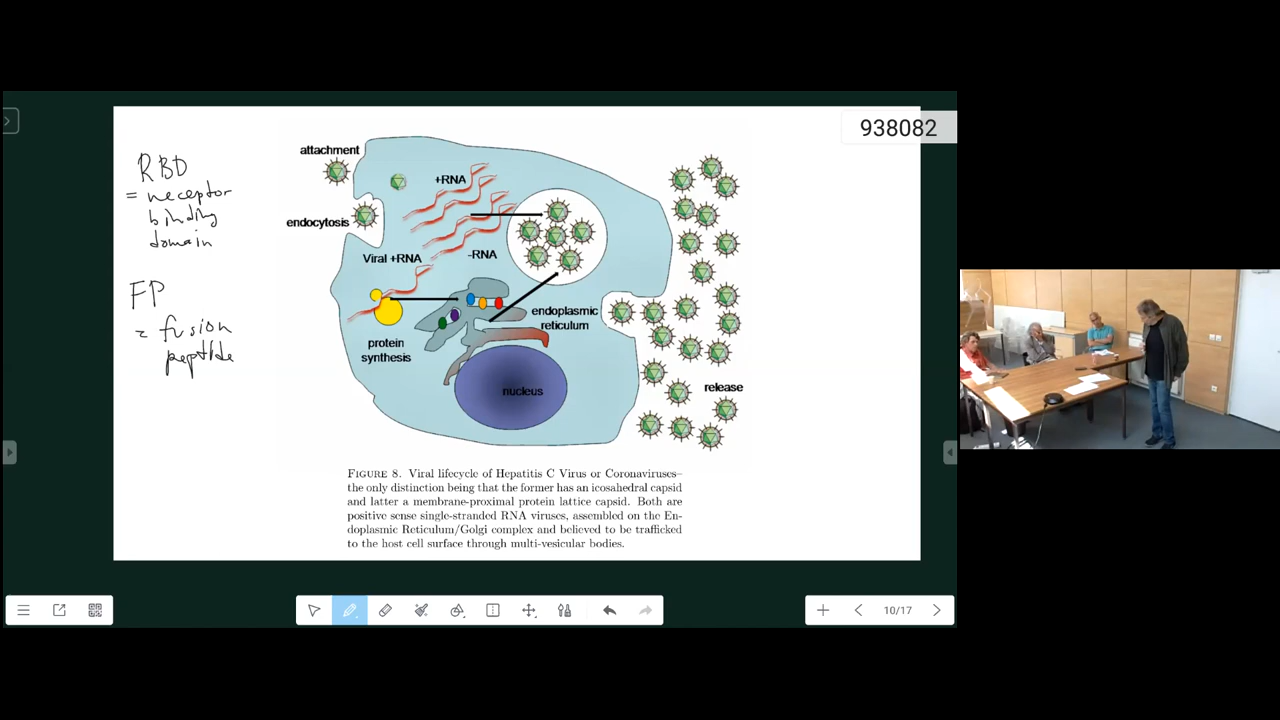 938082
RBD
= receptor
binding
domain
FP
= fusion
peptide
attachment
endocytosis
+RNA
-RNA
Viral +RNA
protein
synthesis
endoplasmic
reticulum
nucleus
release
FIGURE 8. Viral lifecycle of Hepatitis C Virus or Coronaviruses–
the only distinction being that the former has an icosahedral capsid
and latter a membrane-proximal protein lattice capsid. Both are
positive sense single-stranded RNA viruses, assembled on the En-
doplasmic Reticulum/Golgi complex and believed to be trafficked
to the host cell surface through multi-vesicular bodies.
10/17